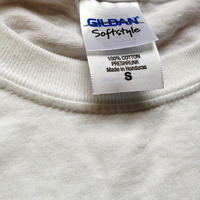 GILDAN
Softstyle
100% COTTON
PRESHRUNK
Made in Honduras
S